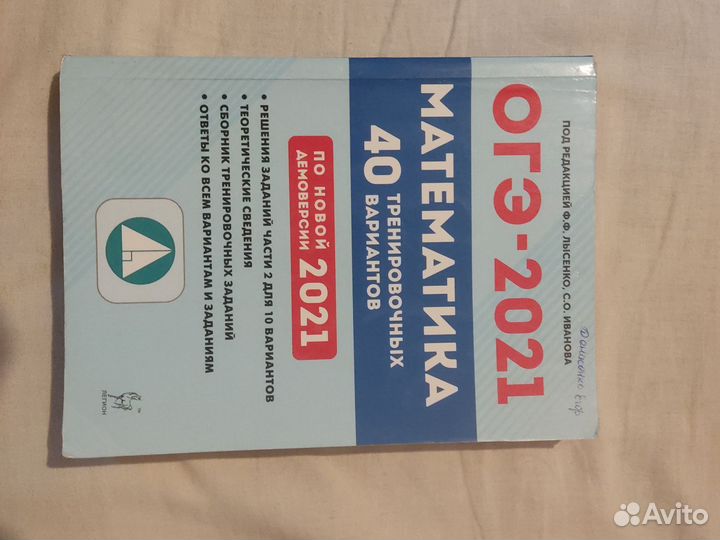 ПОД РЕДАКЦИЕЙ Ф.Ф. ЛЫСЕНКО, С.О. ИВАНОВА
ОГЭ-2021
МАТЕМАТИКА
40 ТРЕНИРОВОЧНЫХ
ВАРИАНТОВ
ПО НОВОЙ
ДЕМОВЕРСИИ 2021
• РЕШЕНИЯ ЗАДАНИЙ ЧАСТИ 2 ДЛЯ 10 ВАРИАНТОВ
• ТЕОРЕТИЧЕСКИЕ СВЕДЕНИЯ
• СБОРНИК ТРЕНИРОВОЧНЫХ ЗАДАНИЙ
• ОТВЕТЫ КО ВСЕМ ВАРИАНТАМ И ЗАДАНИЯМ
ЛЕГИОН
Avito